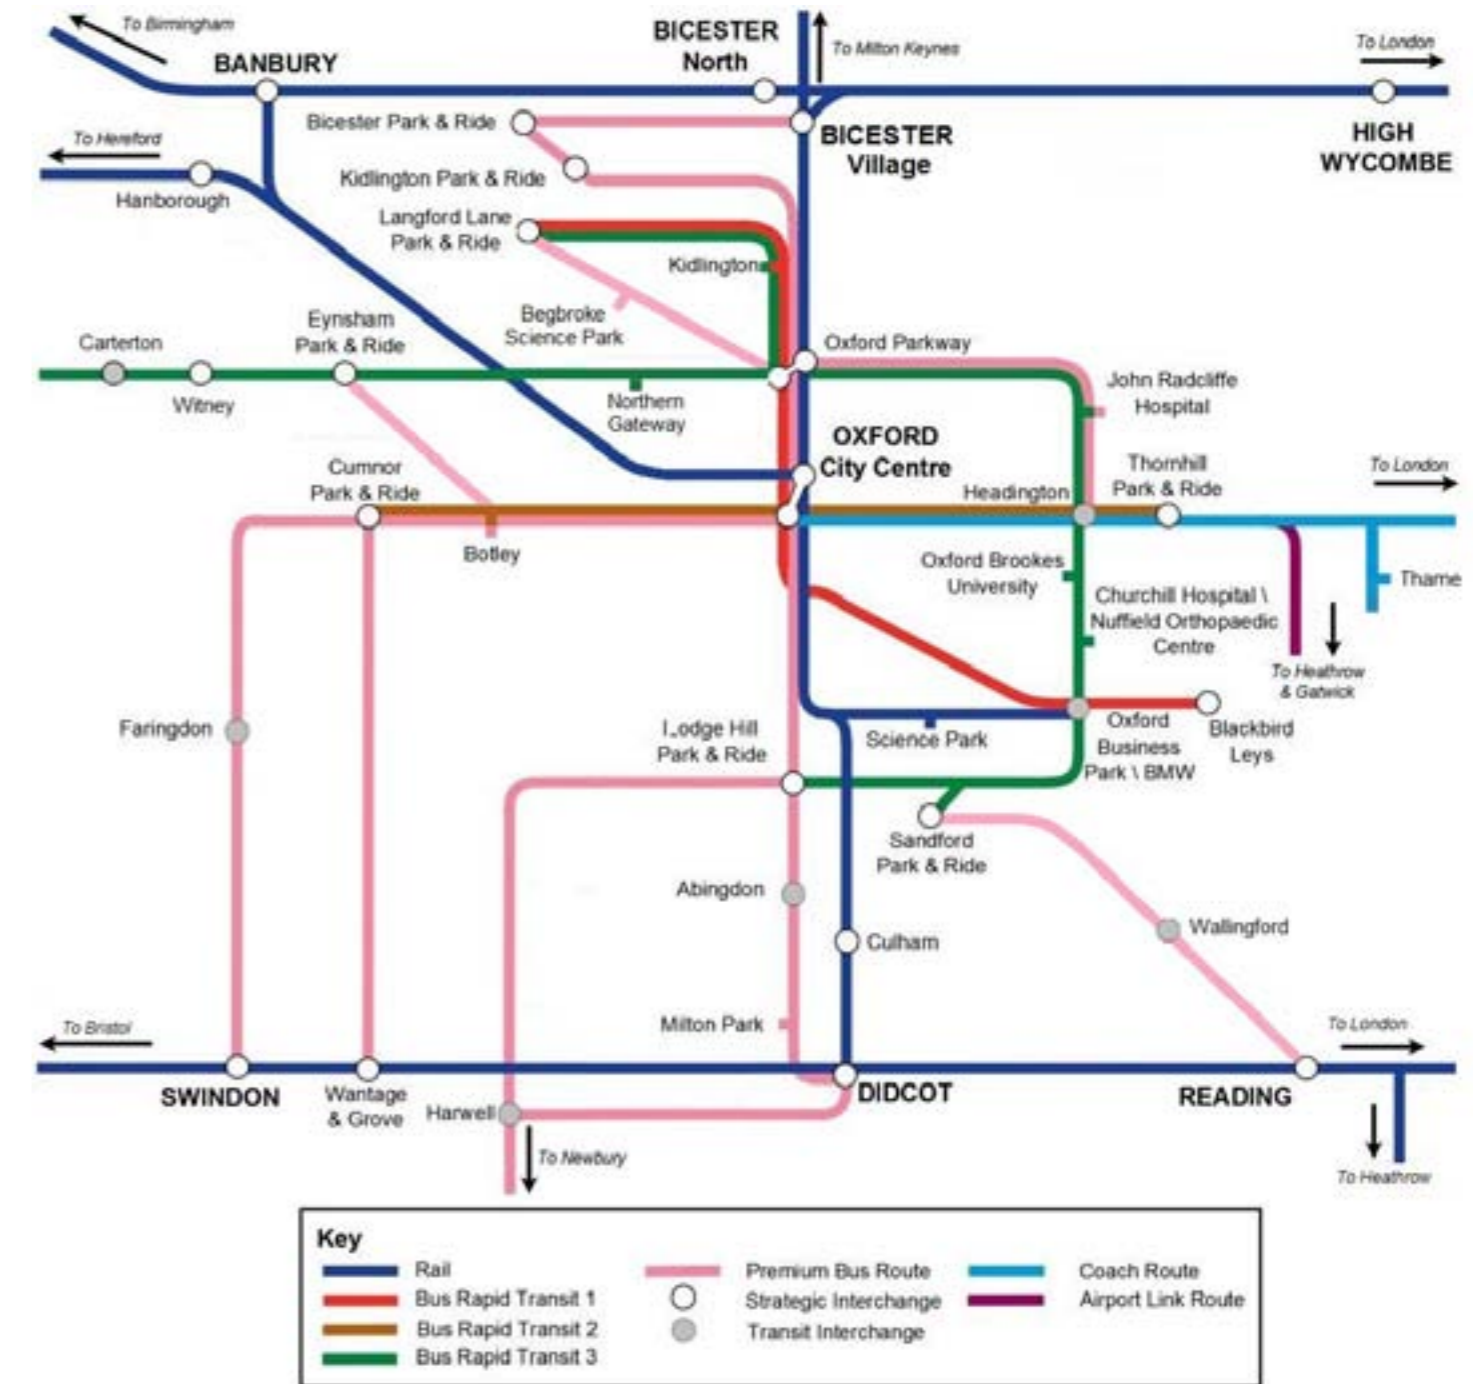 To Birmingham
BICESTER
North
To Milton Keynes
To London
BANBURY
Bicester Park & Ride
BICESTER
Village
HIGH
WYCOMBE
To Hereford
Kidlington Park & Ride
Hanborough
Langford Lane
Park & Ride
Kidlington
Begbroke
Science Park
Eynsham
Park & Ride
Carterton
Oxford Parkway
Witney
Northern
Gateway
John Radcliffe
Hospital
OXFORD
City Centre
Cumnor
Park & Ride
Headington
Thornhill
Park & Ride
To London
Botley
Oxford Brookes
University
Thame
Churchill Hospital \
Nuffield Orthopaedic
Centre
To Heathrow
& Gatwick
Faringdon
Lodge Hill
Park & Ride
Science Park
Oxford
Business
Park \ BMW
Blackbird
Leys
Sandford
Park & Ride
Abingdon
Wallingford
Culham
Milton Park
To Bristol
To London
SWINDON
Wantage
& Grove
Harwell
DIDCOT
READING
To Newbury
To Heathrow
Key
Rail
Premium Bus Route
Coach Route
Bus Rapid Transit 1
Strategic Interchange
Airport Link Route
Bus Rapid Transit 2
Transit Interchange
Bus Rapid Transit 3